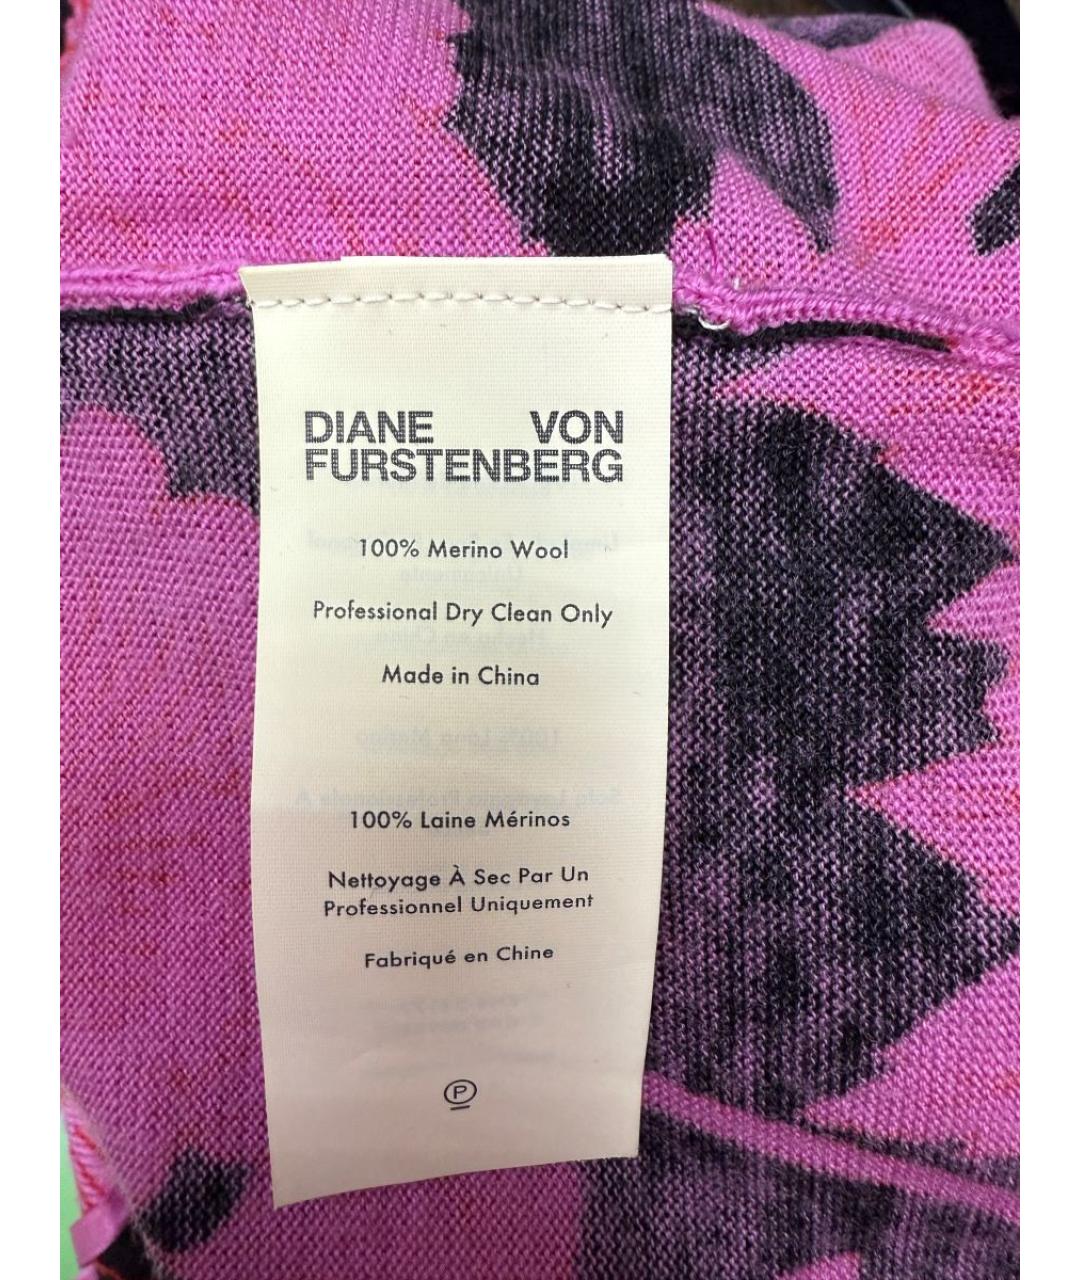 DIANE VON
FURSTENBERG
100% Merino Wool
Professional Dry Clean Only
Made in China
100% Laine Mérinos
Nettoyage À Sec Par Un
Professionnel Uniquement
Fabriqué en Chine
P